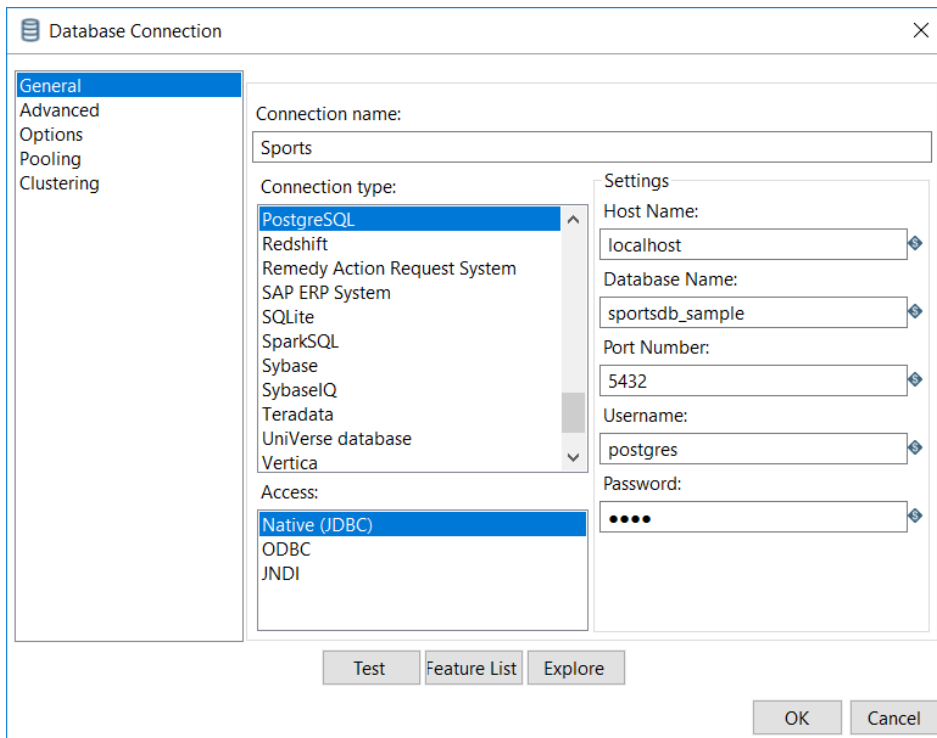 Database Connection
General
Advanced
Options
Pooling
Clustering
Connection name:
Sports
Connection type:
PostgreSQL
Redshift
Remedy Action Request System
SAP ERP System
SQLite
SparkSQL
Sybase
SybaseIQ
Teradata
UniVerse database
Vertica
Access:
Native (JDBC)
ODBC
JNDI
Settings
Host Name:
localhost
Database Name:
sportsdb_sample
Port Number:
5432
Username:
postgres
Password:
●●●●
Test
Feature List
Explore
OK
Cancel